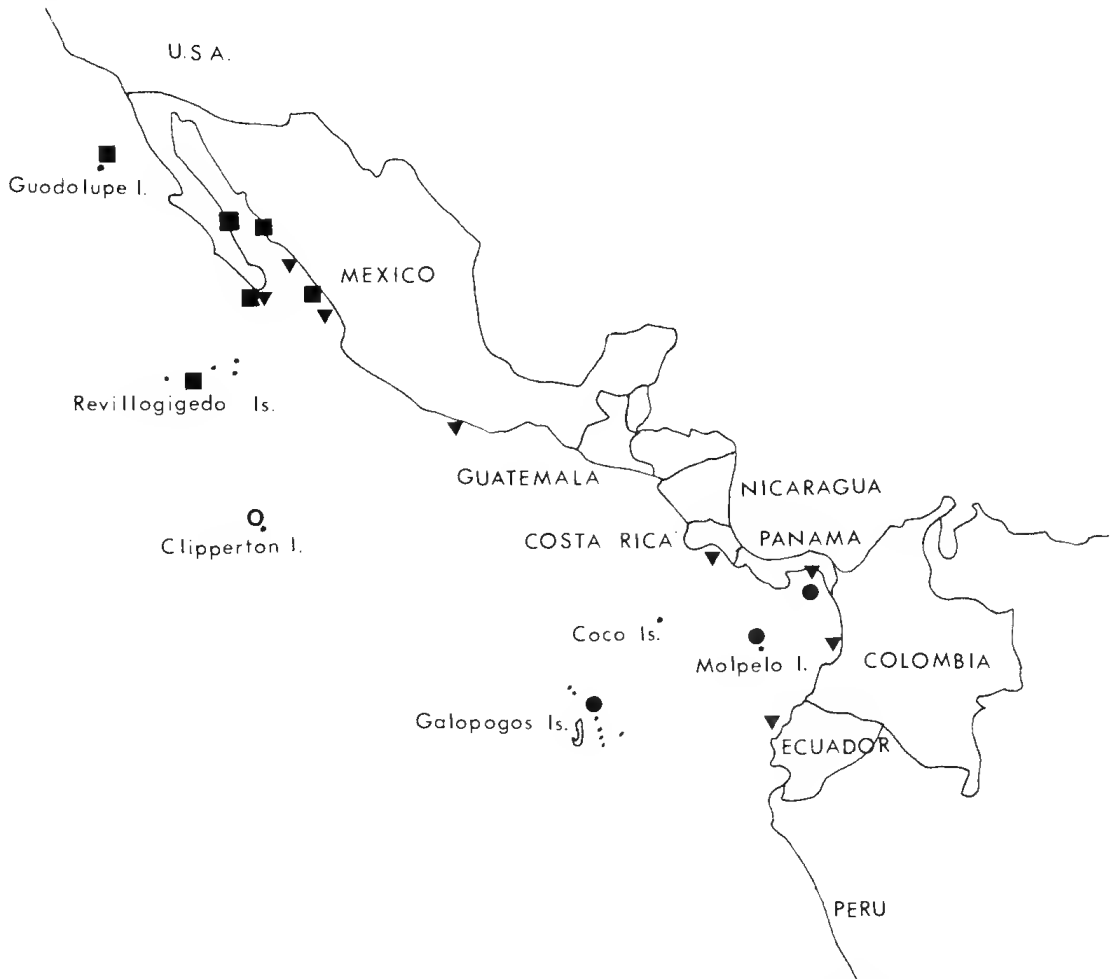 U.S.A.
Guodolupe I.
MEXICO
Revillogigedo Is.
GUATEMALA
NICARAGUA
Clipperton I.
COSTA RICA
PANAMA
Coco Is.
Molpelo I.
COLOMBIA
Galopogos Is.
ECUADOR
PERU